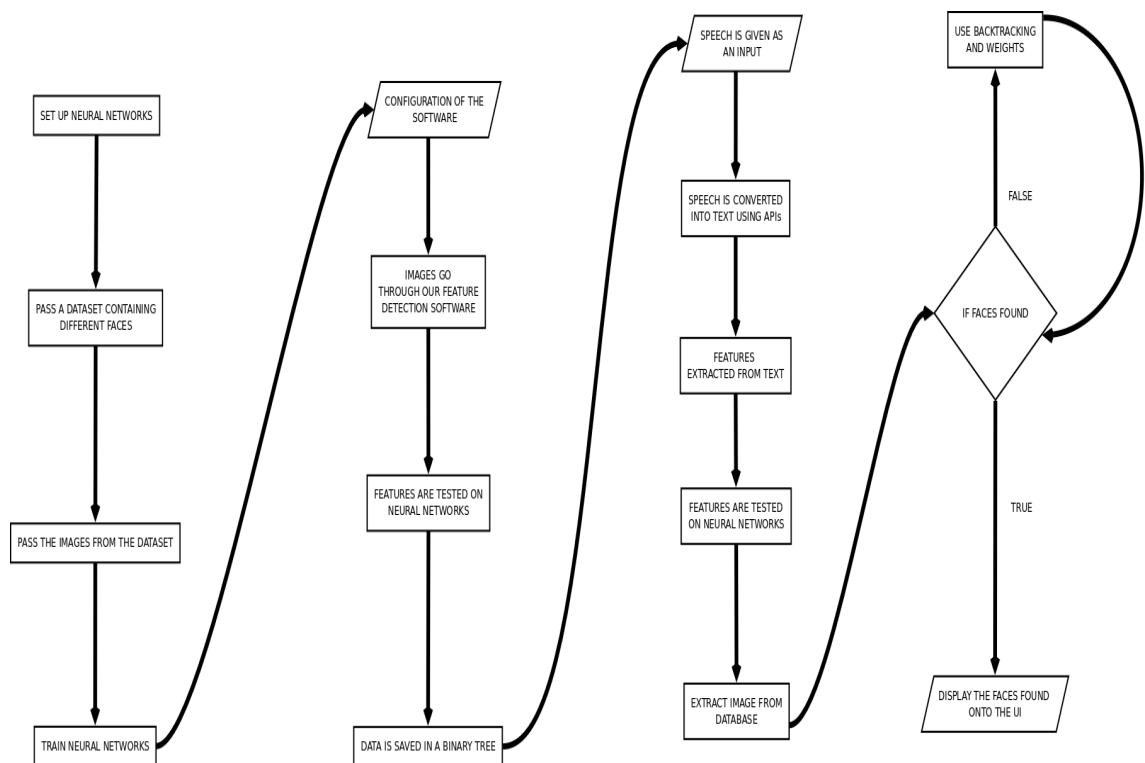 SET UP NEURAL NETWORKS
PASS A DATASET CONTAINING
DIFFERENT FACES
PASS THE IMAGES FROM THE DATASET
TRAIN NEURAL NETWORKS
CONFIGURATION OF THE
SOFTWARE
IMAGES GO
THROUGH OUR FEATURE
DETECTION SOFTWARE
FEATURES ARE TESTED ON
NEURAL NETWORKS
DATA IS SAVED IN A BINARY TREE
SPEECH IS GIVEN AS
AN INPUT
SPEECH IS CONVERTED
INTO TEXT USING APIs
FEATURES
EXTRACTED FROM TEXT
FEATURES ARE TESTED
ON NEURAL NETWORKS
EXTRACT IMAGE FROM
DATABASE
USE BACKTRACKING
AND WEIGHTS
FALSE
IF FACES FOUND
TRUE
DISPLAY THE FACES FOUND
ONTO THE UI